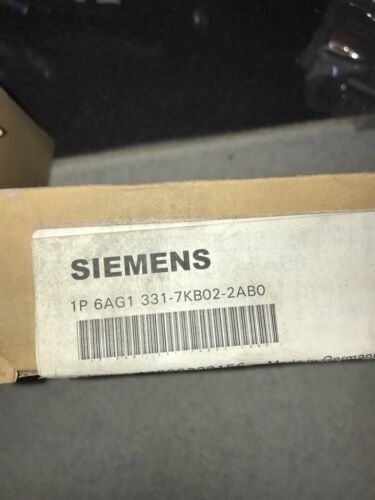 SIEMENS
1P 6AG1 331-7KB02-2AB0
Made in Germany